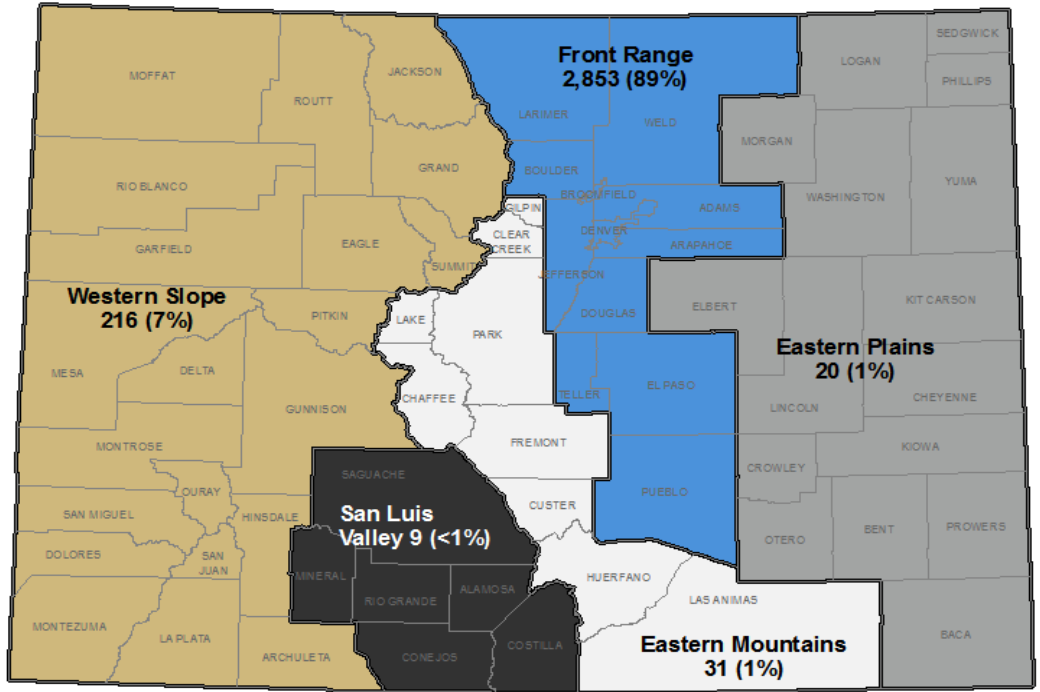 MOFFAT
ROUTT
JACKSON
Front Range
2,853 (89%)
LARIMER
WELD
LOGAN
SEDGWICK
PHILLIPS
MORGAN
RIO BLANCO
GRAND
BOULDER
BROOMFIELD
ADAMS
WASHINGTON
YUMA
GILPIN
CLEAR
CREEK
DENVER
ARAPAHOE
GARFIELD
EAGLE
SUMMIT
JEFFERSON
Western Slope
216 (7%)
PITKIN
LAKE
PARK
DOUGLAS
ELBERT
KIT CARSON
Eastern Plains
20 (1%)
MESA
DELTA
GUNNISON
CHAFFEE
TELLER
EL PASO
LINCOLN
CHEYENNE
MONTROSE
FREMONT
KIOWA
CROWLEY
SAGUACHE
OURAY
SAN MIGUEL
HINSDALE
San Luis
Valley 9 (<1%)
CUSTER
PUEBLO
OTERO
BENT
PROWERS
DOLORES
SAN
JUAN
MINERAL
RIO GRANDE
ALAMOSA
HUERFANO
LAS ANIMAS
MONTEZUMA
LA PLATA
ARCHULETA
CONEJOS
COSTILLA
Eastern Mountains
31 (1%)
BACA